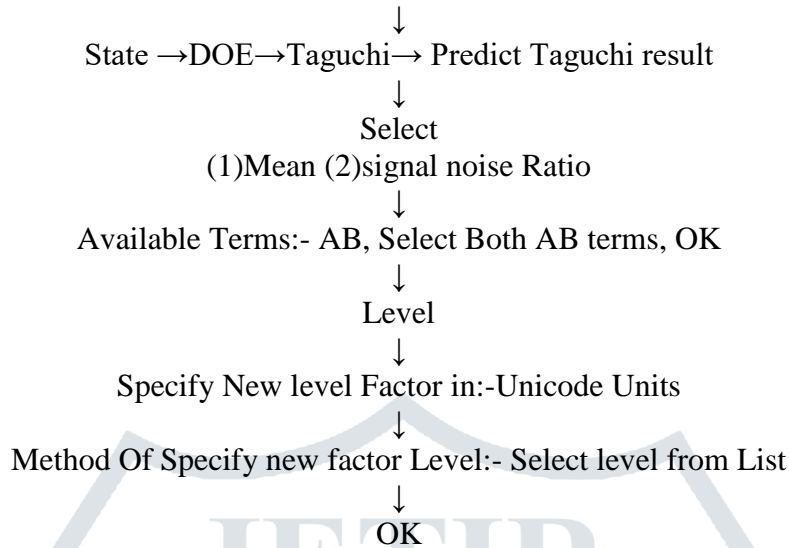 ↓
State →DOE→Taguchi→ Predict Taguchi result
↓
Select
(1)Mean (2)signal noise Ratio
↓
Available Terms:- AB, Select Both AB terms, OK
↓
Level
↓
Specify New level Factor in:-Unicode Units
↓
Method Of Specify new factor Level:- Select level from List
↓
OK